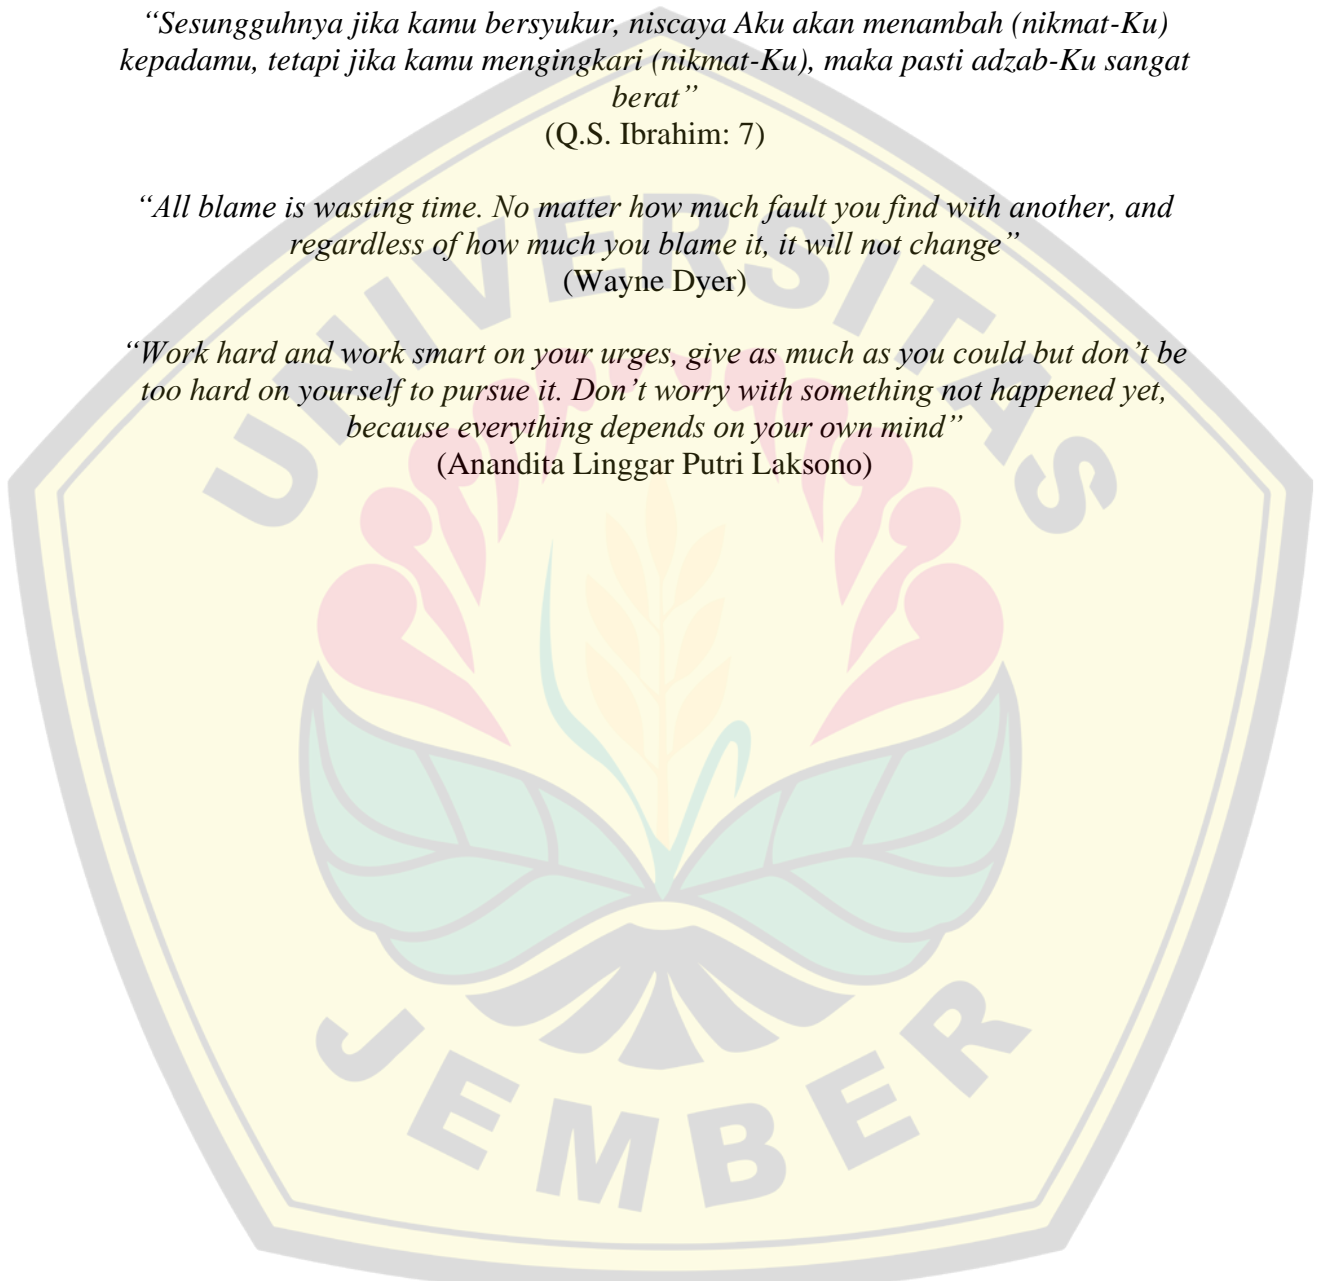 “Sesungguhnya jika kamu bersyukur, niscaya Aku akan menambah (nikmat-Ku)
kepadamu, tetapi jika kamu mengingkari (nikmat-Ku), maka pasti adzab-Ku sangat
berat”
(Q.S. Ibrahim: 7)
“All blame is wasting time. No matter how much fault you find with another, and
regardless of how much you blame it, it will not change”
(Wayne Dyer)
“Work hard and work smart on your urges, give as much as you could but don’t be
too hard on yourself to pursue it. Don’t worry with something not happened yet,
because everything depends on your own mind”
(Anandita Linggar Putri Laksono)
UNIVERSITAS
JEMBER